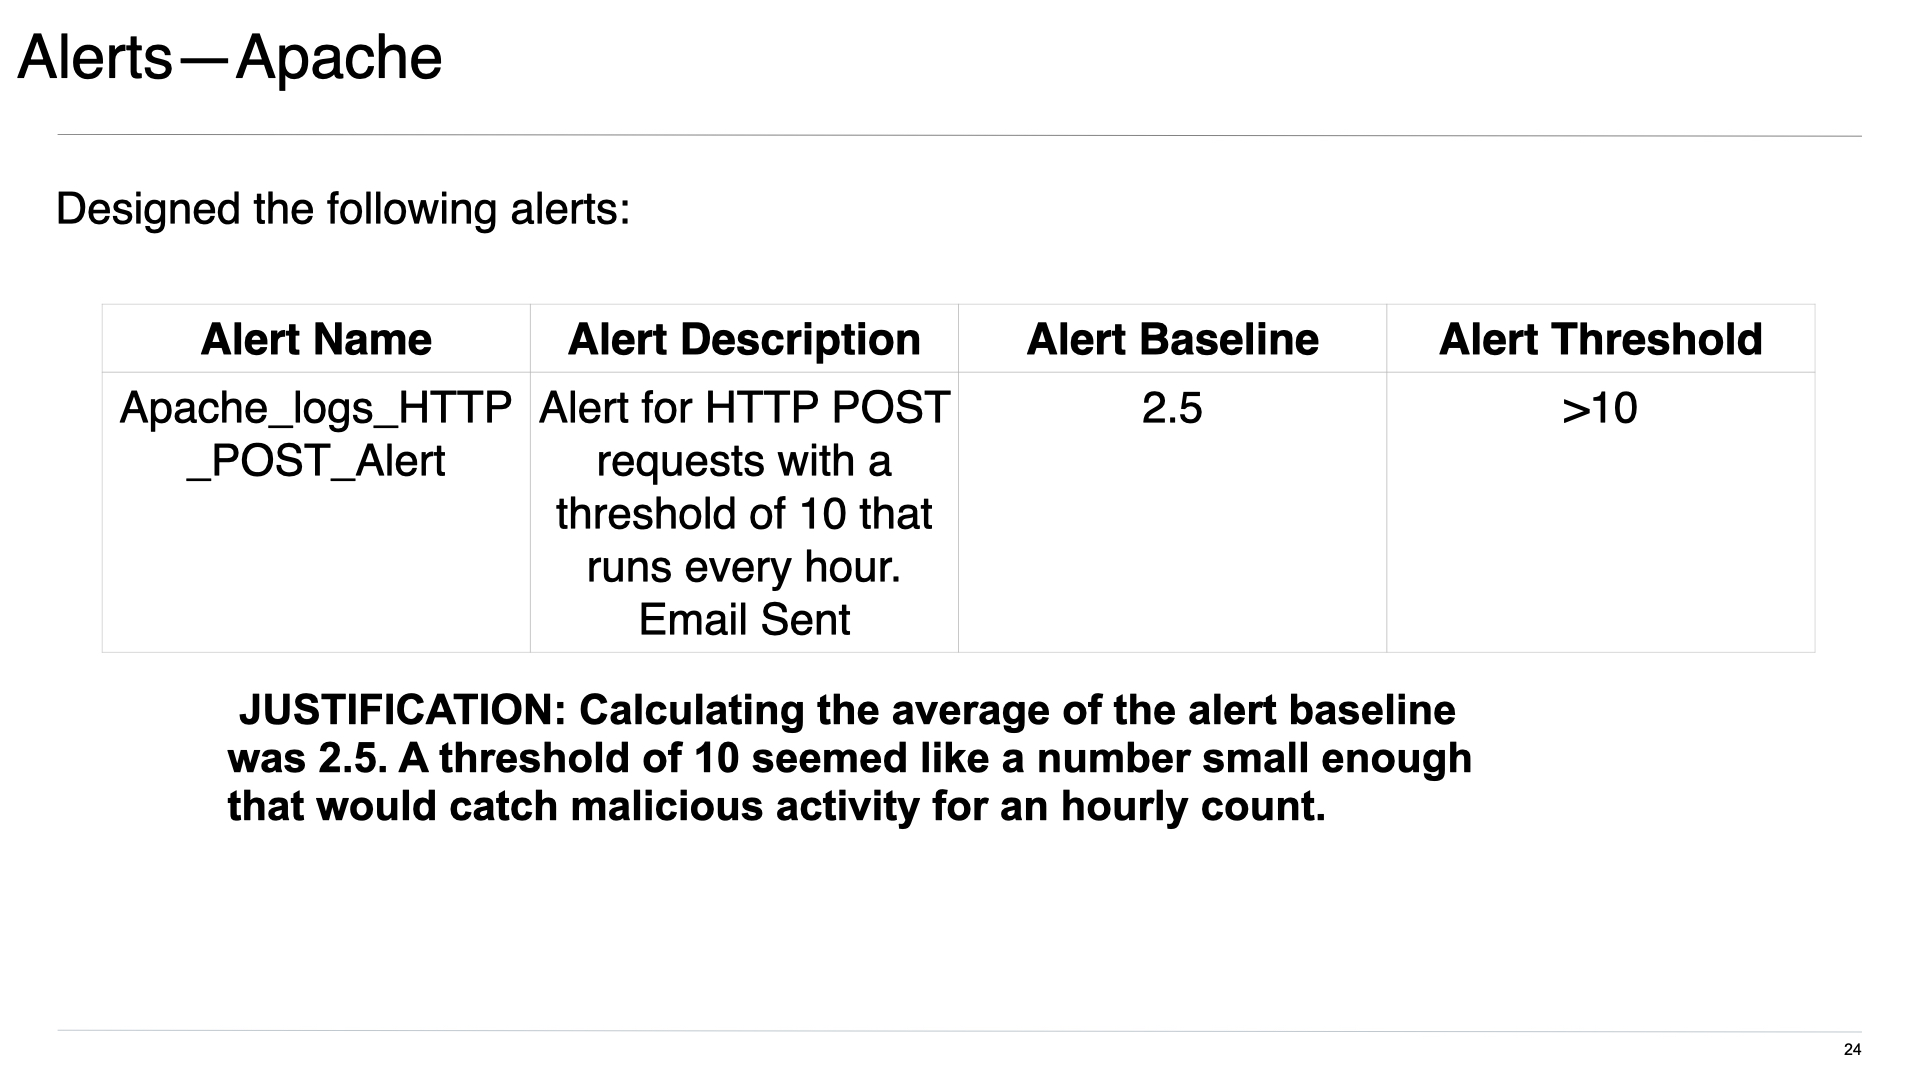 Alerts—Apache
Designed the following alerts:
Alert Name
Alert Description
Alert Baseline
Alert Threshold
Apache_logs_HTTP
_POST_Alert
Alert for HTTP POST
requests with a
threshold of 10 that
runs every hour.
Email Sent
2.5
>10
JUSTIFICATION: Calculating the average of the alert baseline
was 2.5. A threshold of 10 seemed like a number small enough
that would catch malicious activity for an hourly count.
24